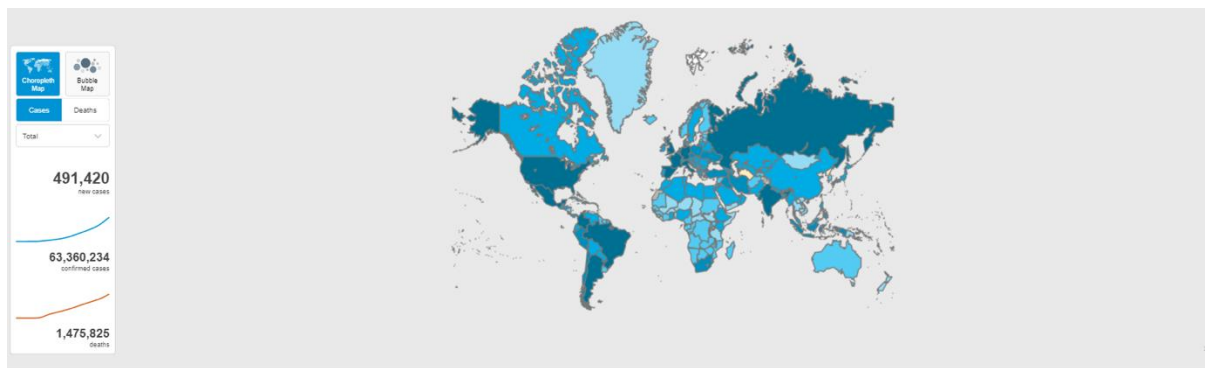 Choropleth
Map
Bubble
Map
Cases
Deaths
Total
491,420
new cases
63,360,234
confirmed cases
1,475,825
deaths